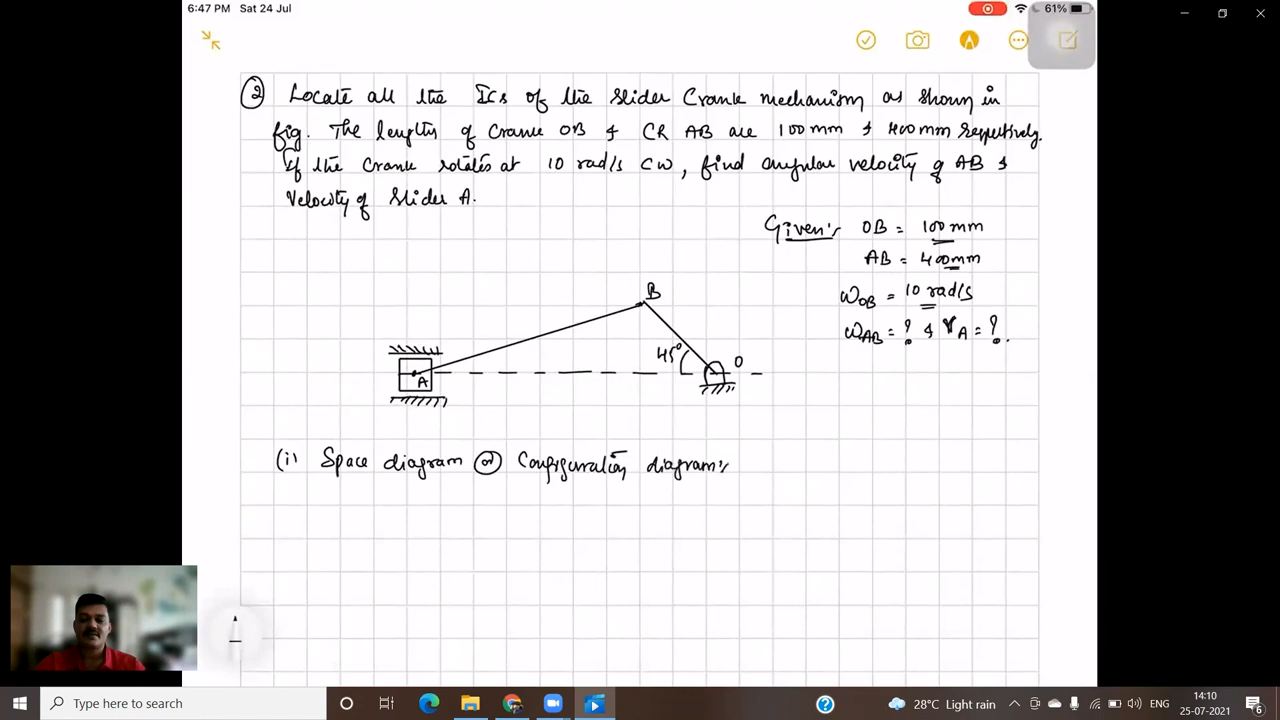 6:47 PM Sat 24 Jul
61%
② Locate all the ICs of the slider Crank mechanism as shown in
fig. The length of Crank OB & CR AB are 100 mm & 400 mm respectively.
If the Crank rotates at 10 rad/s CW, find angular velocity of AB &
Velocity of Slider A.
Given:
OB = 100 mm
AB = 400 mm
ωOB = 10 rad/s
ωAB = ? & VA = ?.
B
45°
O
A
(i) Space diagram or Configuration diagram:
Type here to search
28°C Light rain
ENG
14:10
25-07-2021
6